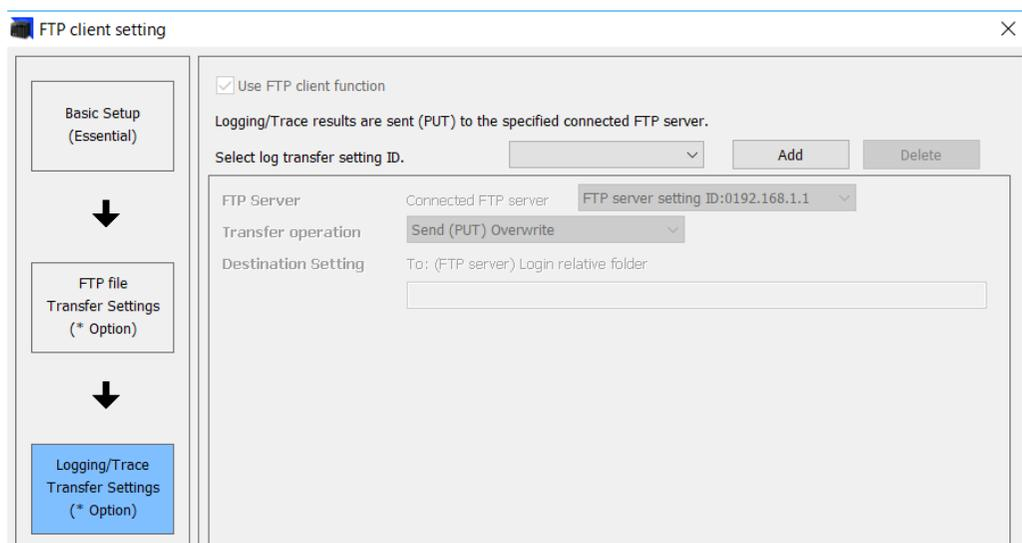 FTP client setting
Basic Setup
(Essential)
FTP file
Transfer Settings
(* Option)
Logging/Trace
Transfer Settings
(* Option)
Use FTP client function
Logging/Trace results are sent (PUT) to the specified connected FTP server.
Select log transfer setting ID.
Add
Delete
FTP Server
Connected FTP server
FTP server setting ID:0192.168.1.1
Transfer operation
Send (PUT) Overwrite
Destination Setting
To: (FTP server) Login relative folder